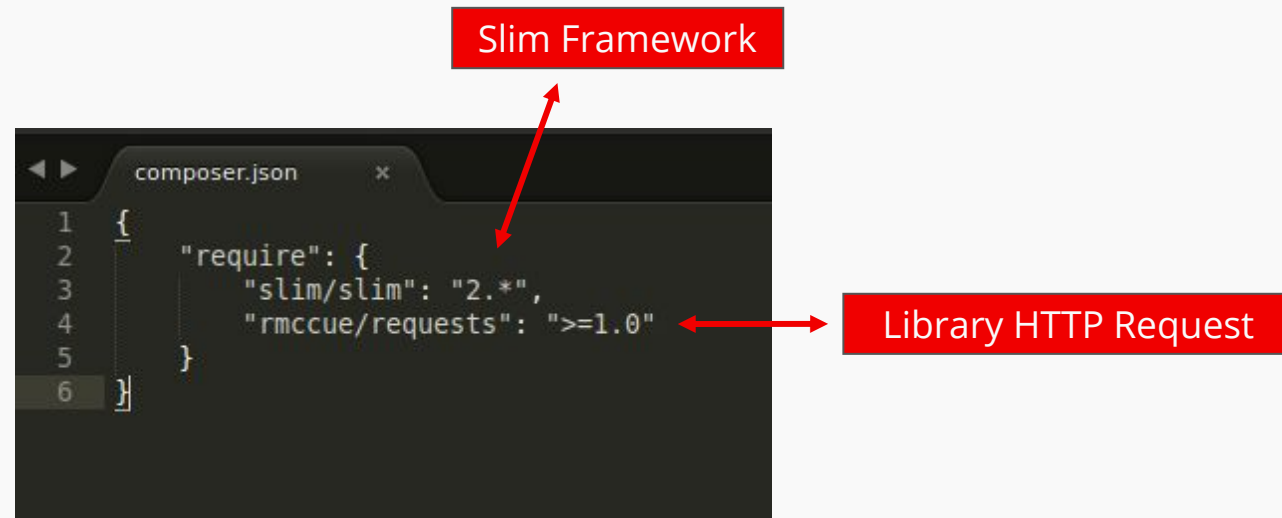 Slim Framework
composer.json ×
1 {
2 "require": {
3 "slim/slim": "2.*",
4 "rmccue/requests": ">=1.0"
5 }
6 }
Library HTTP Request